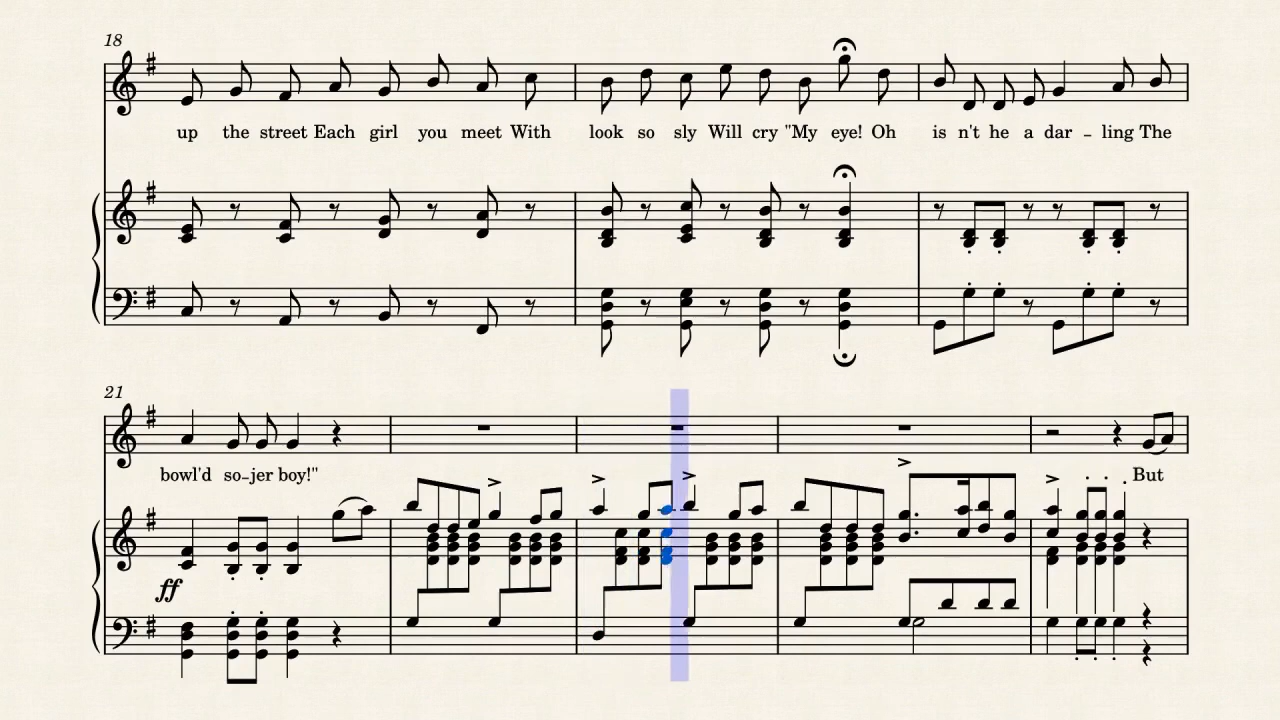 18
up the street Each girl you meet With look so sly Will cry "My eye! Oh is n't he a dar - ling The
21
bowl'd so-jer boy!" But
ff